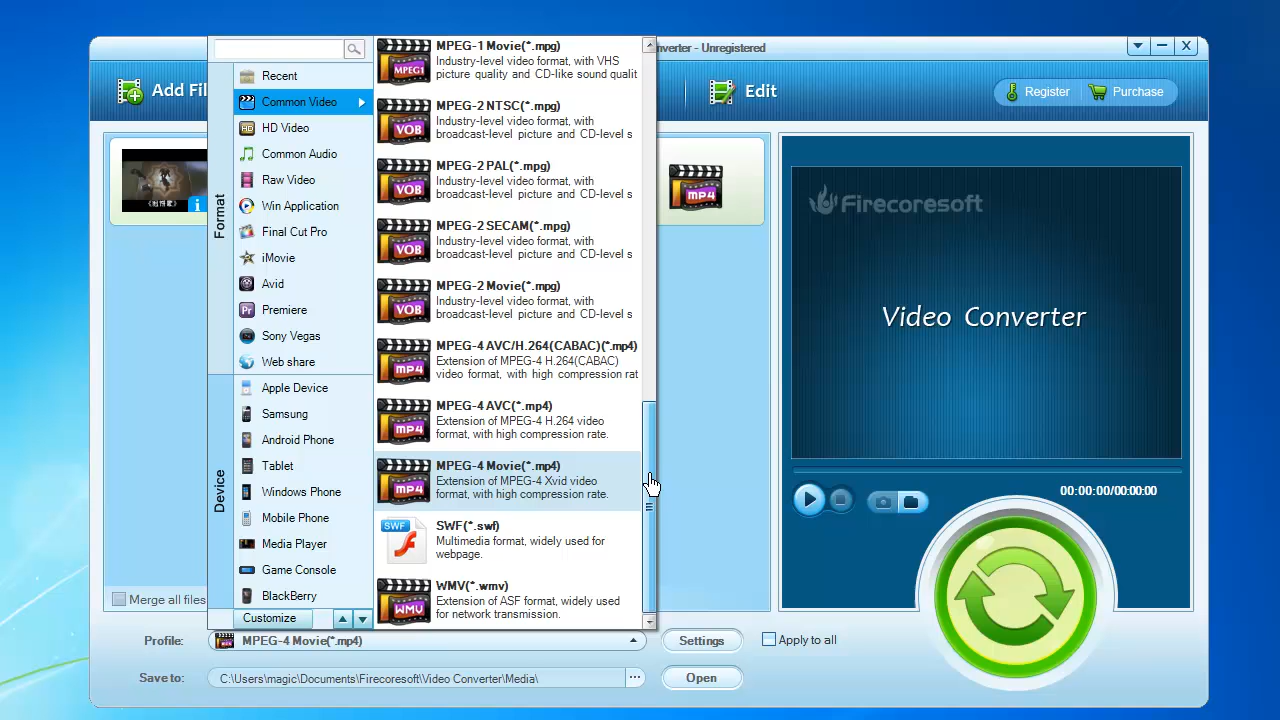 nverter - Unregistered
Add Fil
Edit
Register
Purchase
Format
Recent
Common Video
HD Video
Common Audio
Raw Video
Win Application
Final Cut Pro
iMovie
Avid
Premiere
Sony Vegas
Web share
Device
Apple Device
Samsung
Android Phone
Tablet
Windows Phone
Mobile Phone
Media Player
Game Console
BlackBerry
Customize
MPEG1
MPEG-1 Movie(*.mpg)
Industry-level video format, with VHS
picture quality and CD-like sound qualit
VOB
MPEG-2 NTSC(*.mpg)
Industry-level video format, with
broadcast-level picture and CD-level s
VOB
MPEG-2 PAL(*.mpg)
Industry-level video format, with
broadcast-level picture and CD-level s
VOB
MPEG-2 SECAM(*.mpg)
Industry-level video format, with
broadcast-level picture and CD-level s
VOB
MPEG-2 Movie(*.mpg)
Industry-level video format, with
broadcast-level picture and CD-level s
MP4
MPEG-4 AVC/H.264(CABAC)(*.mp4)
Extension of MPEG-4 H.264(CABAC)
video format, with high compression rat
MP4
MPEG-4 AVC(*.mp4)
Extension of MPEG-4 H.264 video
format, with high compression rate.
MP4
MPEG-4 Movie(*.mp4)
Extension of MPEG-4 Xvid video
format, with high compression rate.
SWF
SWF(*.swf)
Multimedia format, widely used for
webpage.
WMV
WMV(*.wmv)
Extension of ASF format, widely used
for network transmission.
MP4
Firecoresoft
Video Converter
00:00:00/00:00:00
Merge all files
Profile:
MPEG-4 Movie(*.mp4)
Settings
Apply to all
Save to:
C:\Users\magic\Documents\Firecoresoft\Video Converter\Media\
...
Open